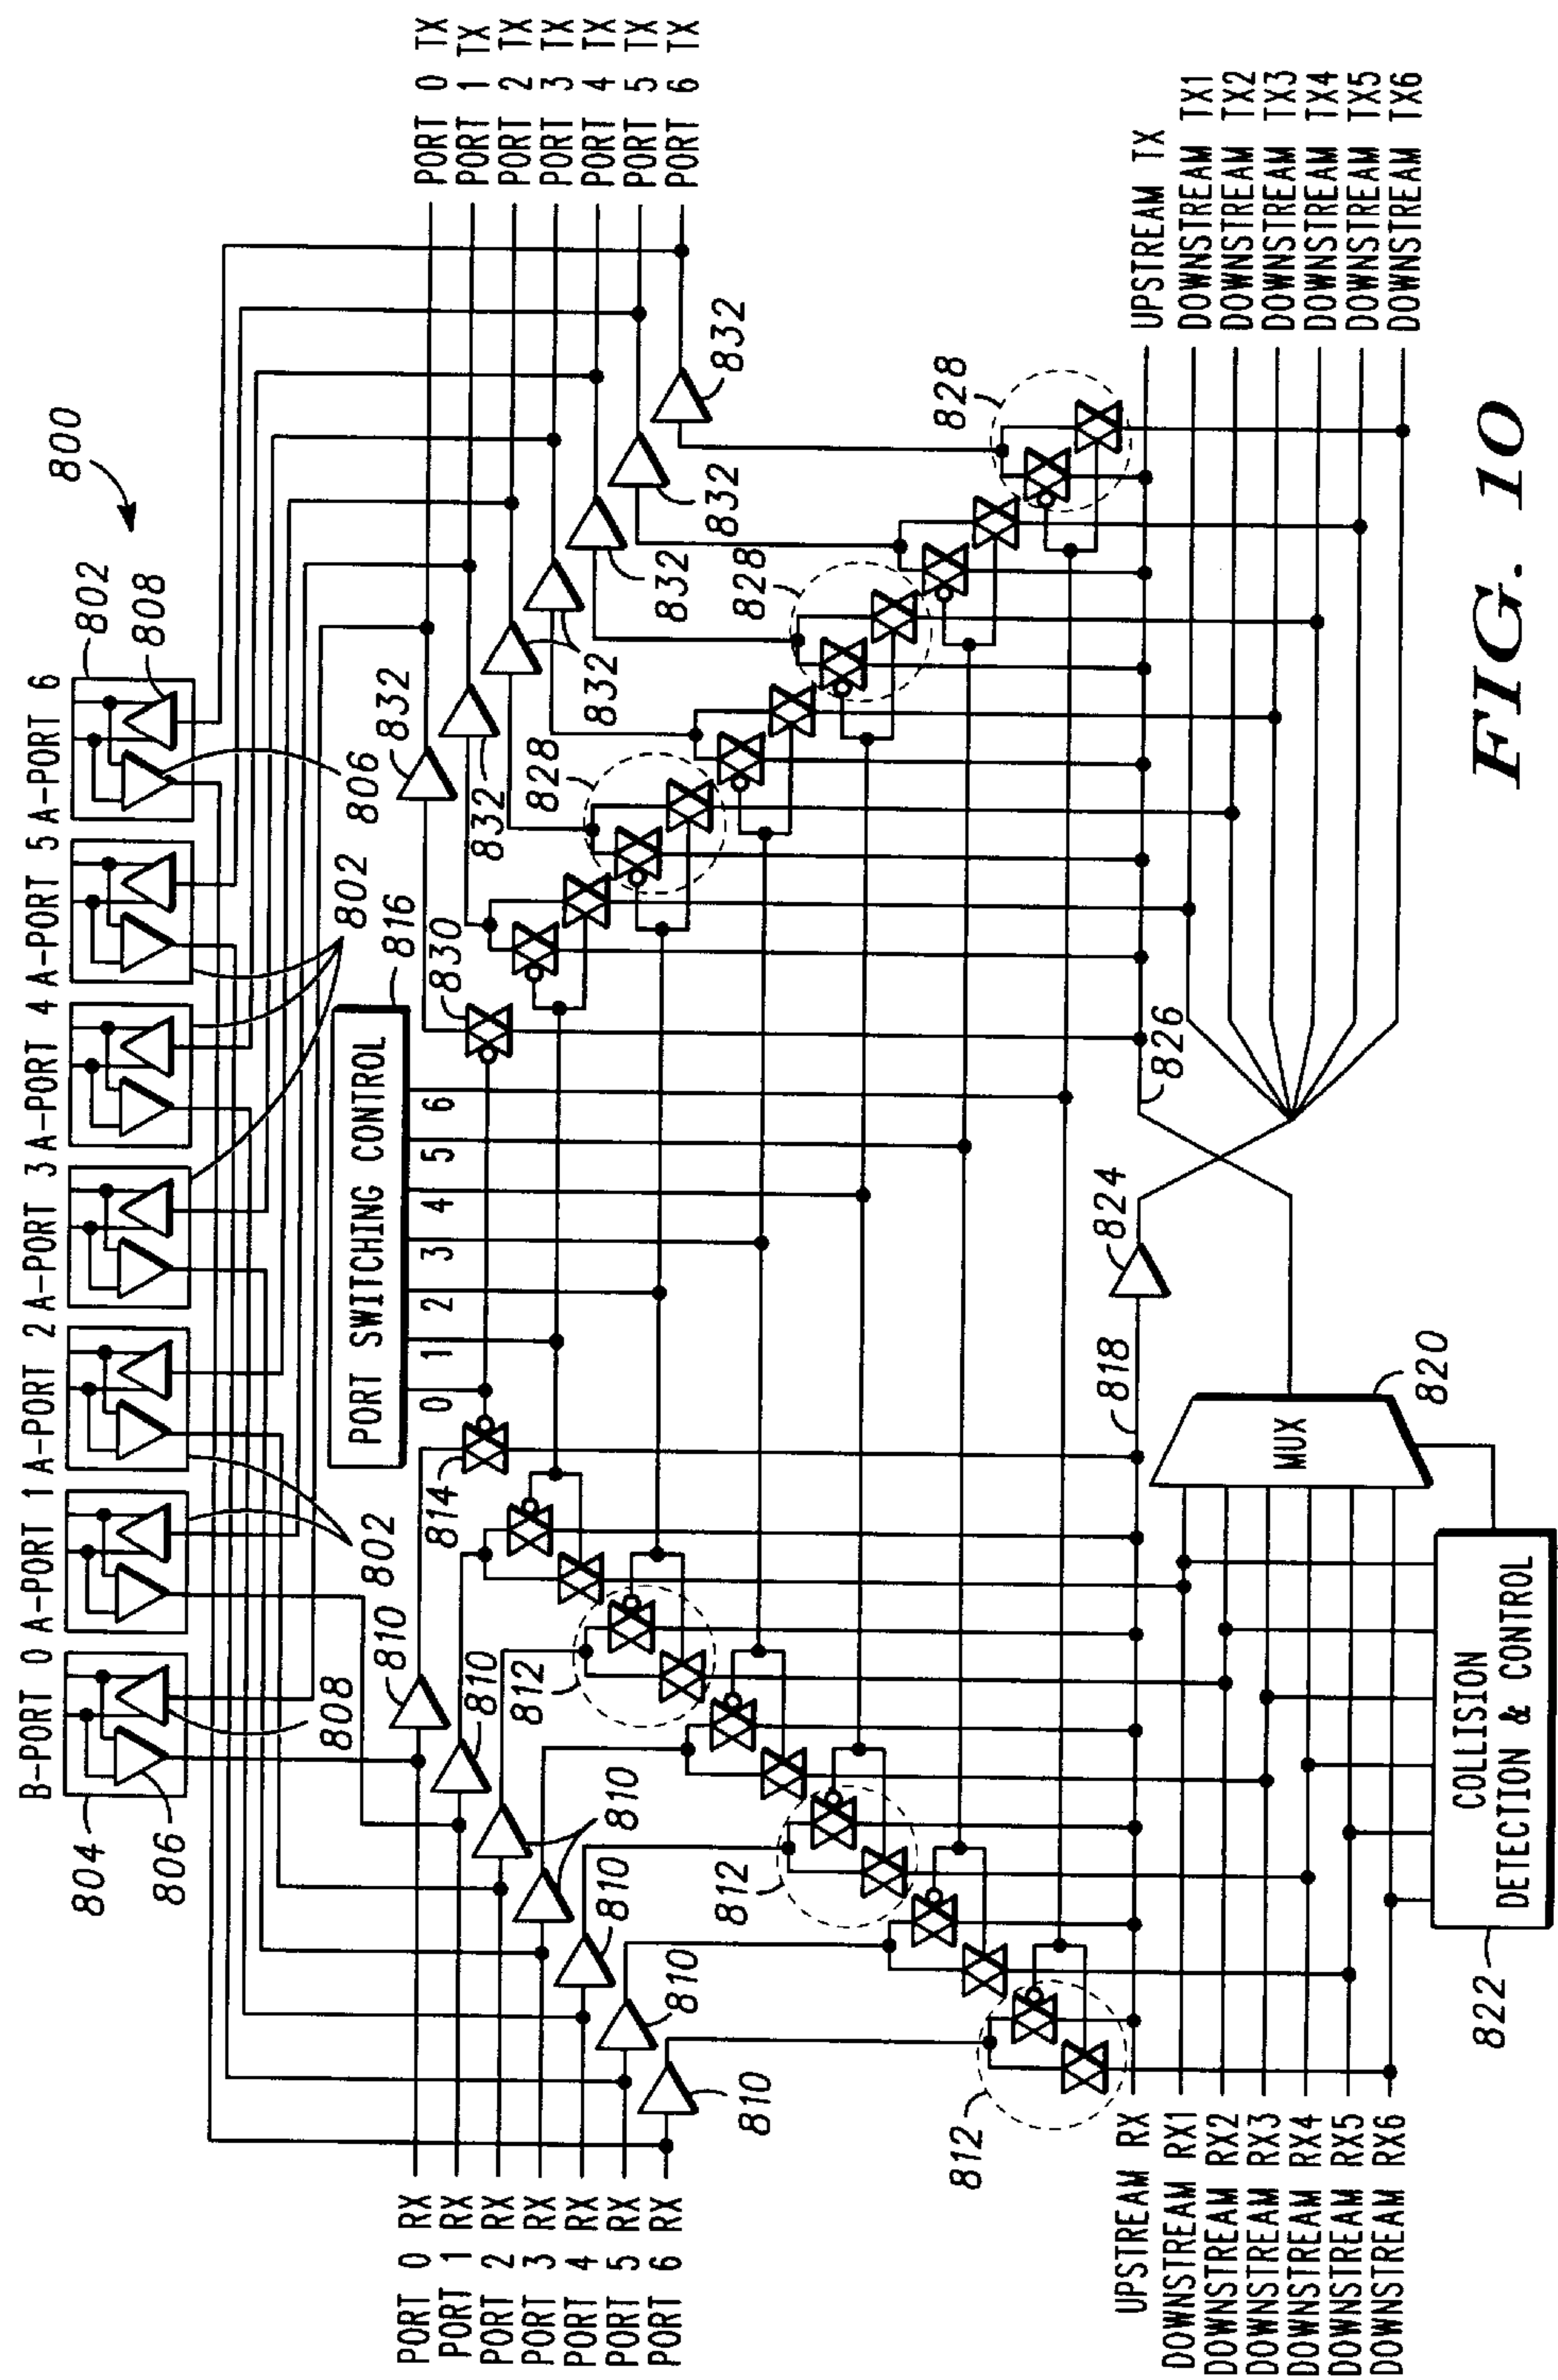 800
B-PORT 0 A-PORT 1 A-PORT 2 A-PORT 3 A-PORT 4 A-PORT 5 A-PORT 6
804
806
808
802
802
802
808
806
PORT SWITCHING CONTROL
816
0 1 2 3 4 5 6
PORT 0 RX
PORT 1 RX
PORT 2 RX
PORT 3 RX
PORT 4 RX
PORT 5 RX
PORT 6 RX
810
810
810
810
810
810
814
830
832
832
832
832
832
832
PORT 0 TX
PORT 1 TX
PORT 2 TX
PORT 3 TX
PORT 4 TX
PORT 5 TX
PORT 6 TX
812
812
812
828
828
828
UPSTREAM RX
DOWNSTREAM RX1
DOWNSTREAM RX2
DOWNSTREAM RX3
DOWNSTREAM RX4
DOWNSTREAM RX5
DOWNSTREAM RX6
818
824
826
MUX
820
COLLISION
DETECTION & CONTROL
822
UPSTREAM TX
DOWNSTREAM TX1
DOWNSTREAM TX2
DOWNSTREAM TX3
DOWNSTREAM TX4
DOWNSTREAM TX5
DOWNSTREAM TX6
FIG. 10